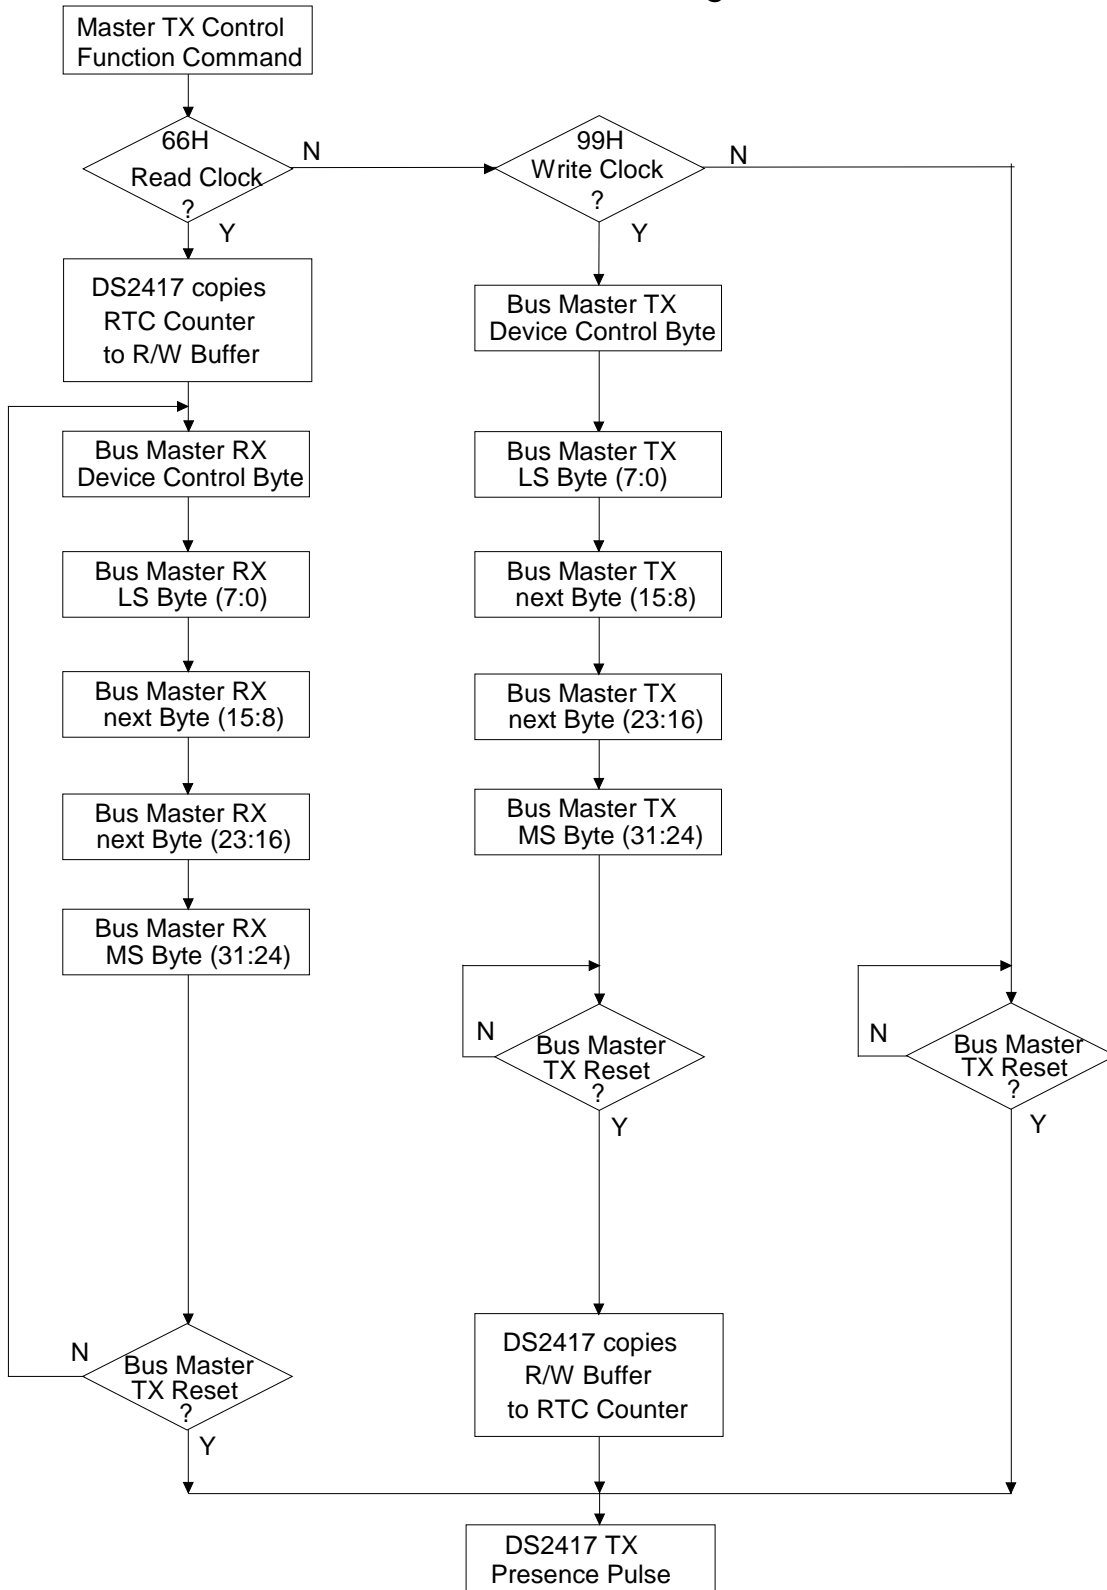 Master TX Control
Function Command
66H
Read Clock
?
N
Y
99H
Write Clock
?
N
Y
DS2417 copies
RTC Counter
to R/W Buffer
Bus Master RX
Device Control Byte
Bus Master RX
LS Byte (7:0)
Bus Master RX
next Byte (15:8)
Bus Master RX
next Byte (23:16)
Bus Master RX
MS Byte (31:24)
N
Bus Master
TX Reset
?
Y
Bus Master TX
Device Control Byte
Bus Master TX
LS Byte (7:0)
Bus Master TX
next Byte (15:8)
Bus Master TX
next Byte (23:16)
Bus Master TX
MS Byte (31:24)
N
Bus Master
TX Reset
?
Y
DS2417 copies
R/W Buffer
to RTC Counter
N
Bus Master
TX Reset
?
Y
DS2417 TX
Presence Pulse